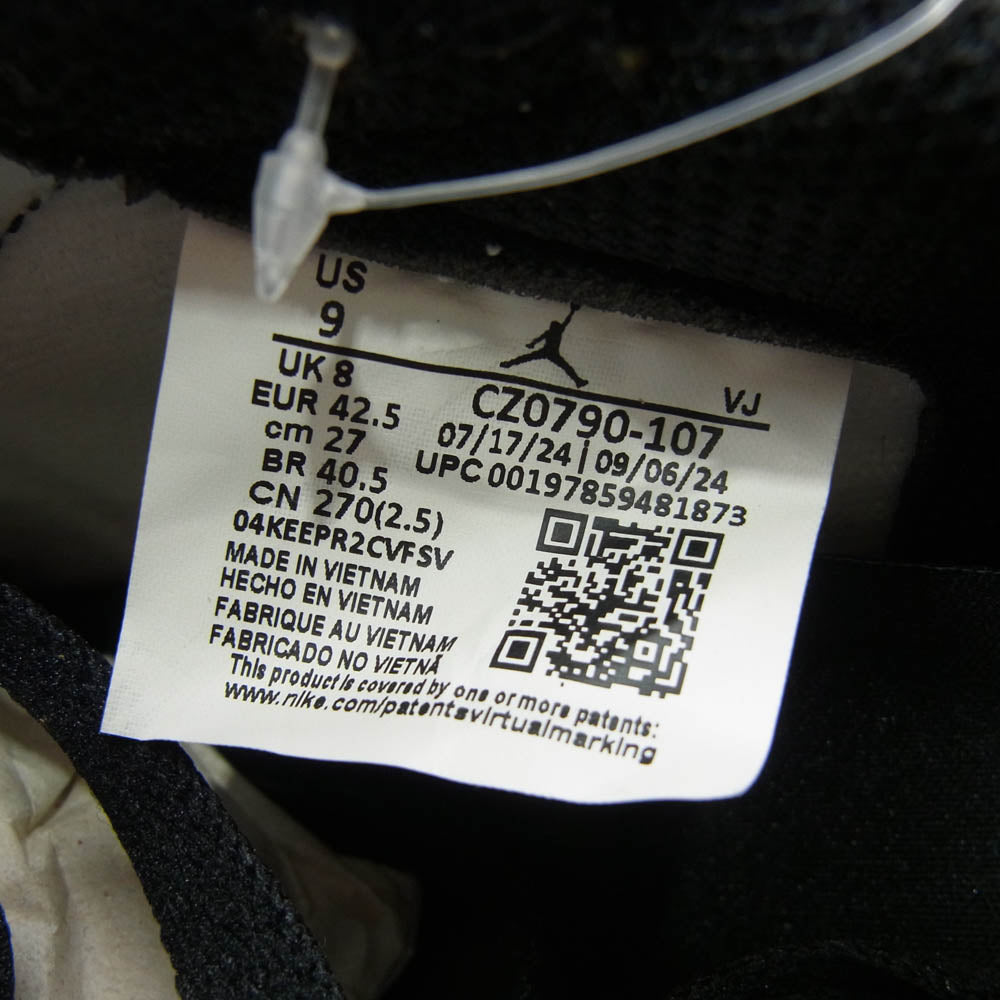 US
9
UK 8
EUR 42.5
cm 27
BR 40.5
CN 270(2.5)
04KEEPR2CVFSV
MADE IN VIETNAM
HECHO EN VIETNAM
FABRIQUE AU VIETNAM
FABRICADO NO VIETNÃ
This product is covered by one or more patents:
www.nike.com/patentsvirtualmarking
VJ
CZ0790-107
07/17/24 | 09/06/24
UPC 00197859481873